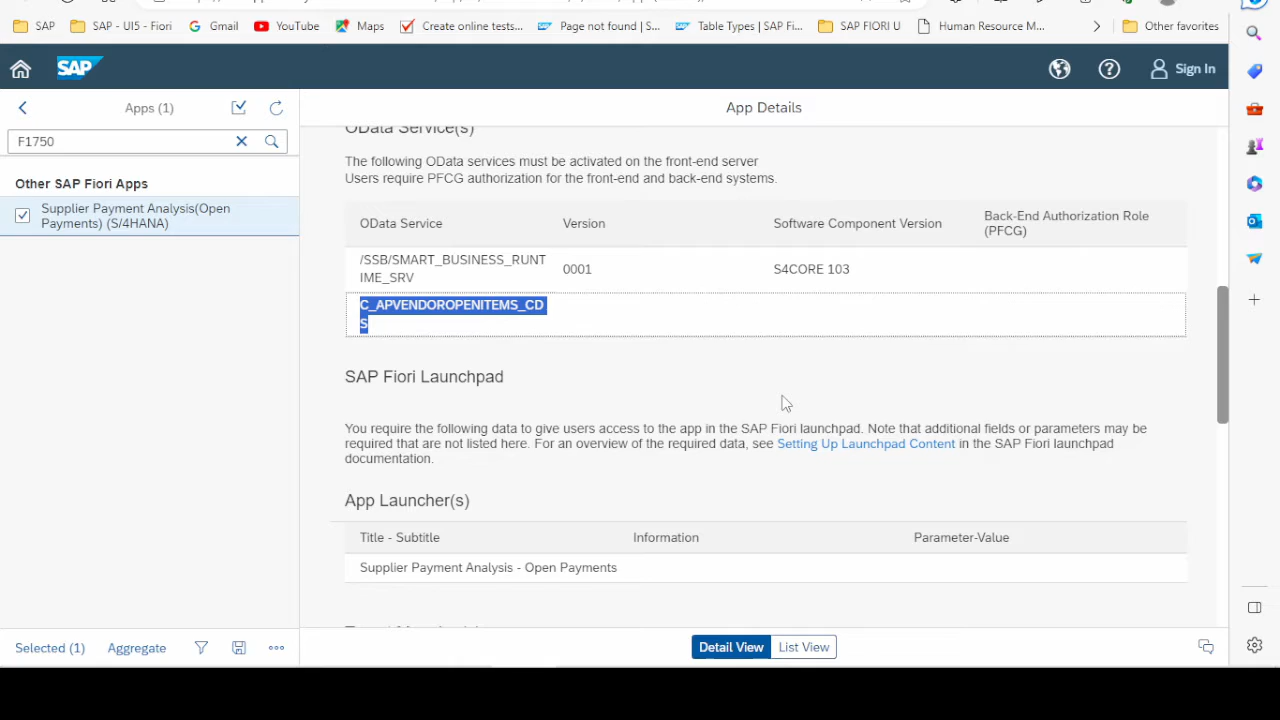 SAP
SAP - UI5 - Fiori
Gmail
YouTube
Maps
Create online tests...
Page not found | S...
Table Types | SAP Fi...
SAP FIORI U
Human Resource M...
Other favorites
SAP
Sign In
Apps (1)
App Details
F1750
Other SAP Fiori Apps
Supplier Payment Analysis(Open
Payments) (S/4HANA)
OData Service(s)
The following OData services must be activated on the front-end server
Users require PFCG authorization for the front-end and back-end systems.
OData Service
Version
Software Component Version
Back-End Authorization Role
(PFCG)
/SSB/SMART_BUSINESS_RUNT
IME_SRV
0001
S4CORE 103
C_APVENDOROPENITEMS_CD
S
SAP Fiori Launchpad
You require the following data to give users access to the app in the SAP Fiori launchpad. Note that additional fields or parameters may be
required that are not listed here. For an overview of the required data, see Setting Up Launchpad Content in the SAP Fiori launchpad
documentation.
App Launcher(s)
Title - Subtitle
Information
Parameter-Value
Supplier Payment Analysis - Open Payments
Selected (1)
Aggregate
Detail View
List View